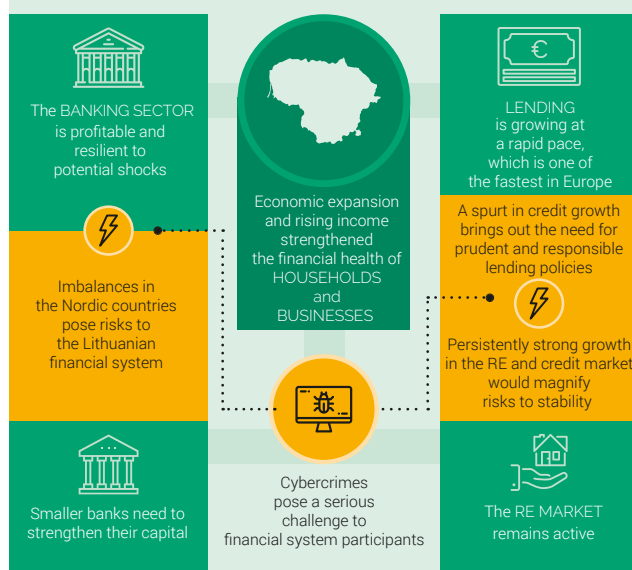 The BANKING SECTOR
is profitable and
resilient to
potential shocks
Imbalances in
the Nordic countries
pose risks to
the Lithuanian
financial system
Smaller banks need to
strengthen their capital
Economic expansion
and rising income
strengthened
the financial health of
HOUSEHOLDS
and
BUSINESSES
Cybercrimes
pose a serious
challenge to
financial system participants
€
LENDING
is growing at
a rapid pace,
which is one of
the fastest in Europe
A spurt in credit growth
brings out the need for
prudent and responsible
lending policies
Persistently strong growth
in the RE and credit market
would magnify
risks to stability
The RE MARKET
remains active